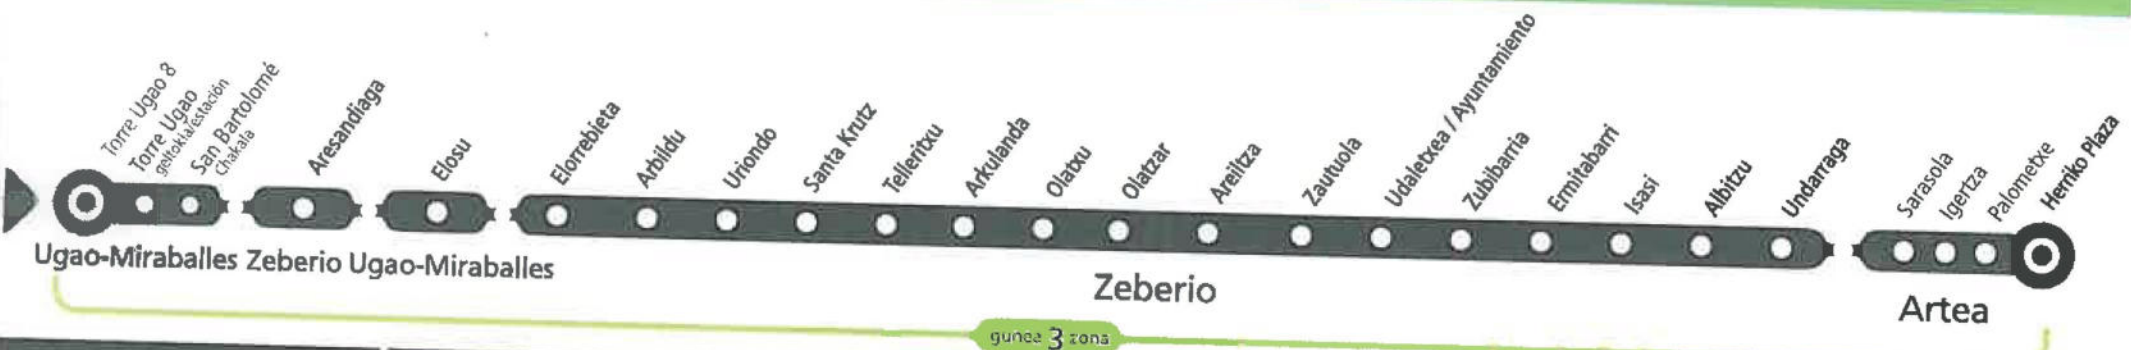 Torre Ugao 8
Torre Ugao
geltokia/estación
San Bartolomé
Chakala
Aresandiaga
Elosu
Elorrebieta
Arbildu
Uriondo
Santa Krutz
Telleritxu
Arkulanda
Olatxu
Olatzar
Areiltza
Zautuola
Udaletxea / Ayuntamiento
Zubibarria
Ermitabarri
Isasi
Albitzu
Undarraga
Sarasola
Igertza
Palometxe
Herriko Plaza
Ugao-Miraballes Zeberio Ugao-Miraballes
Zeberio
Artea
gunea 3 zona